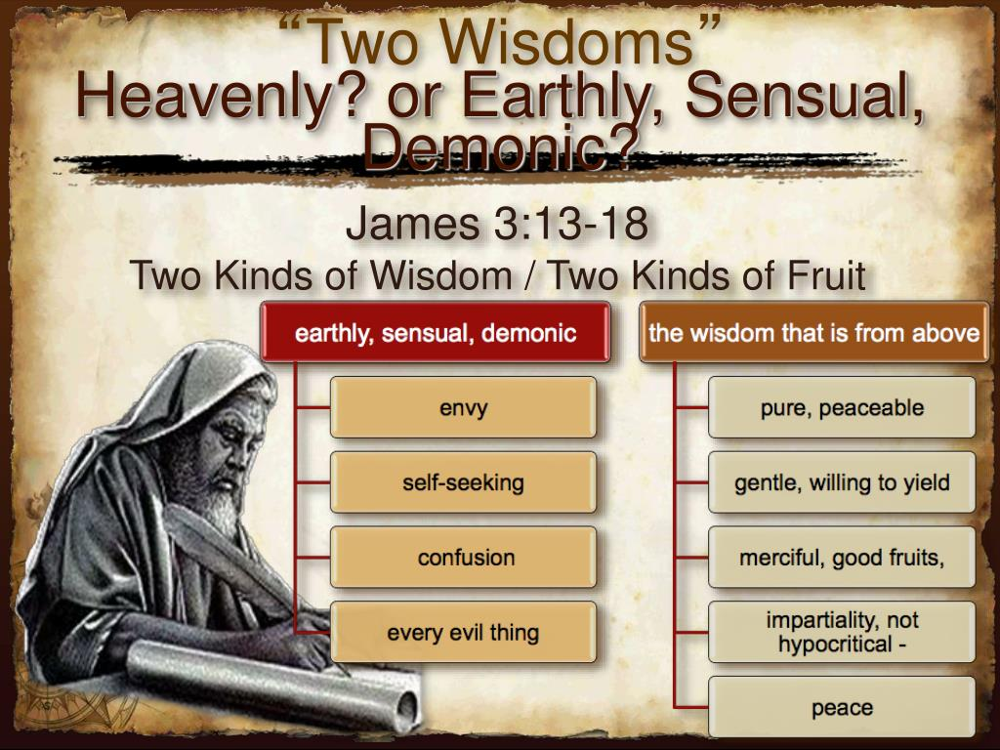 “Two Wisdoms”
Heavenly? or Earthly, Sensual,
Demonic?
James 3:13-18
Two Kinds of Wisdom / Two Kinds of Fruit
earthly, sensual, demonic
envy
self-seeking
confusion
every evil thing
the wisdom that is from above
pure, peaceable
gentle, willing to yield
merciful, good fruits,
impartiality, not
hypocritical -
peace